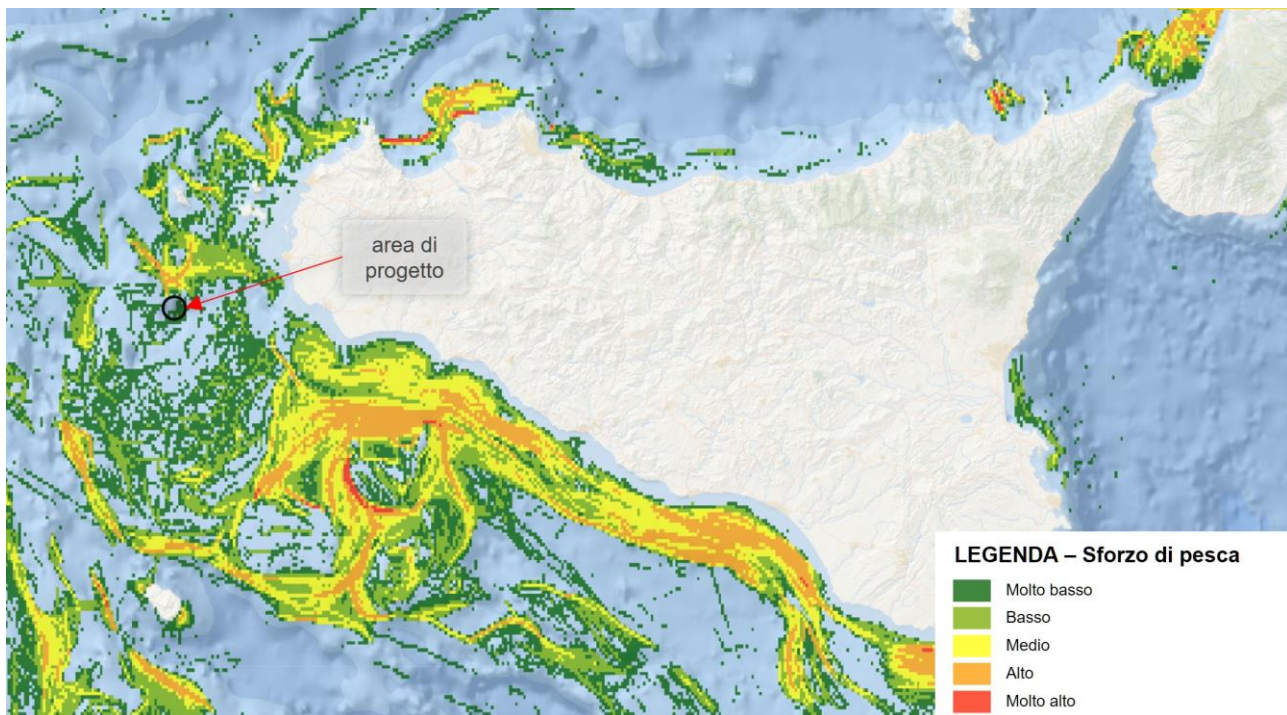 area di
progetto
LEGENDA – Sforzo di pesca
Molto basso
Basso
Medio
Alto
Molto alto